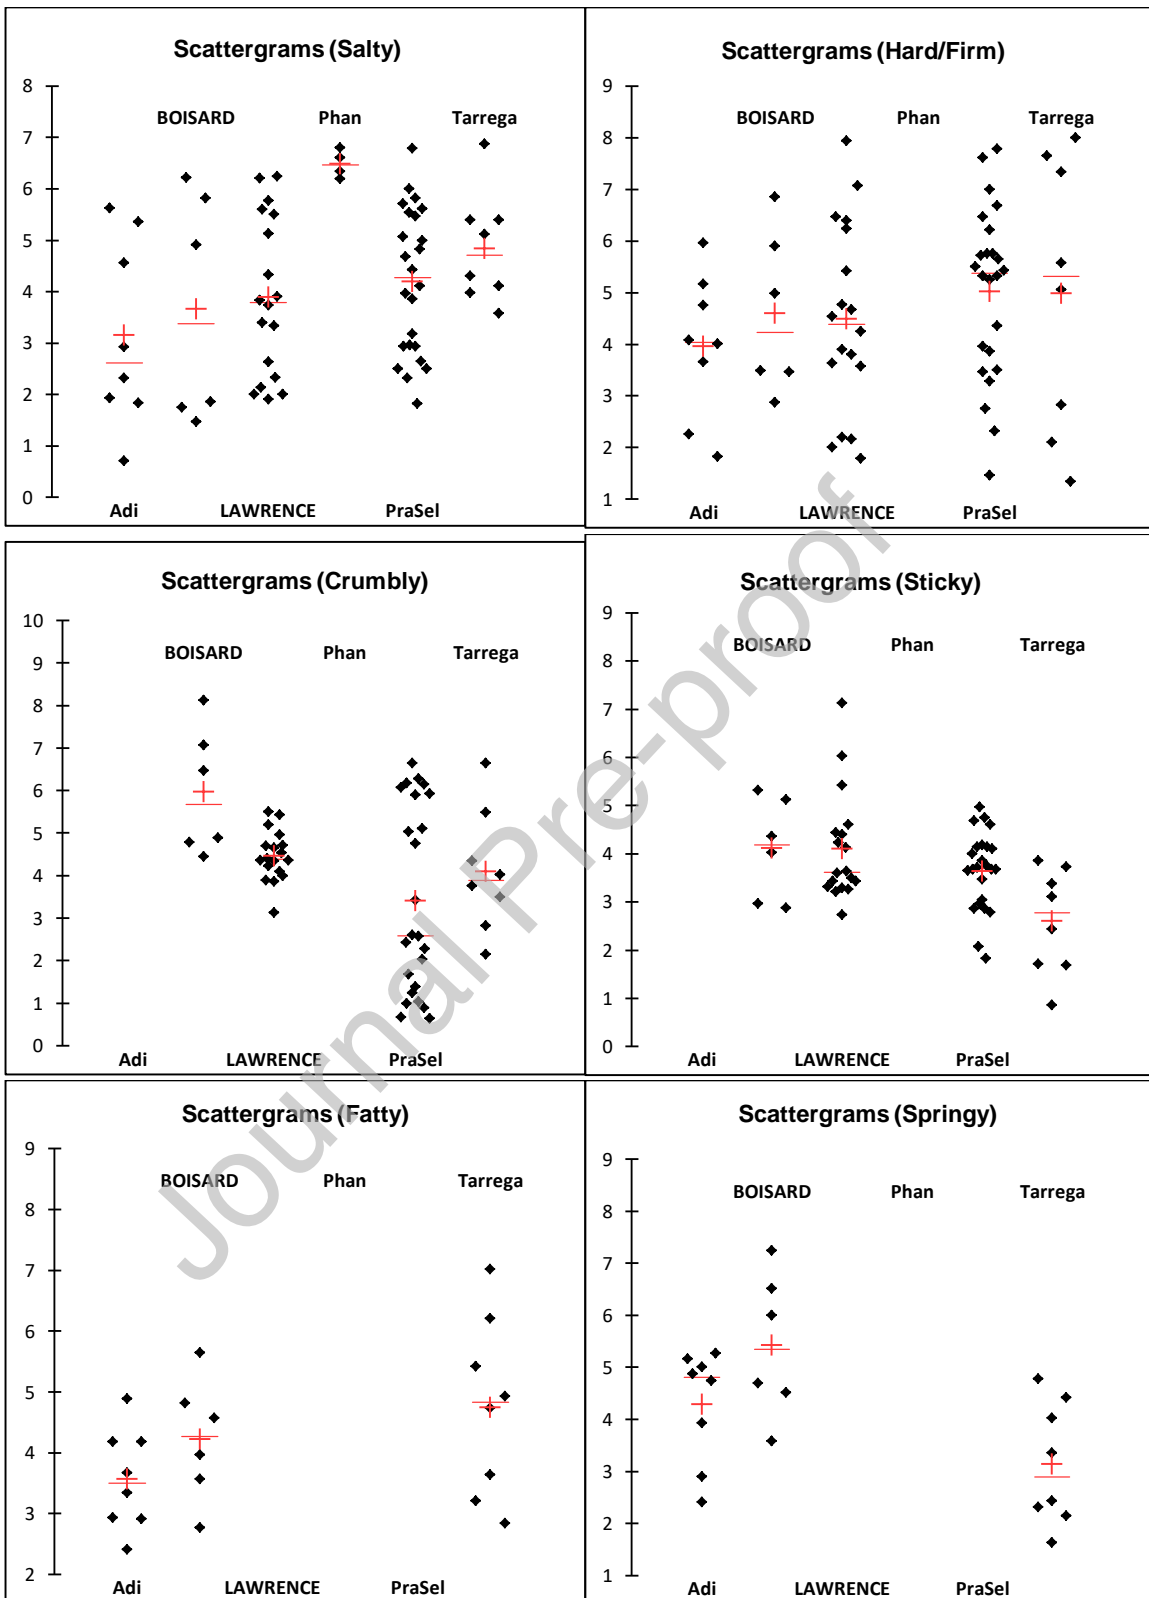 Scattergrams (Salty)
8
7
6
5
4
3
2
1
0
BOISARD
Phan
Tarrega
Adi
LAWRENCE
PraSel
Scattergrams (Hard/Firm)
9
8
7
6
5
4
3
2
1
BOISARD
Phan
Tarrega
Adi
LAWRENCE
PraSel
Scattergrams (Crumbly)
10
9
8
7
6
5
4
3
2
1
0
BOISARD
Phan
Tarrega
Adi
LAWRENCE
PraSel
Scattergrams (Sticky)
9
8
7
6
5
4
3
2
1
0
BOISARD
Phan
Tarrega
Adi
LAWRENCE
PraSel
Scattergrams (Fatty)
9
8
7
6
5
4
3
2
BOISARD
Phan
Tarrega
Adi
LAWRENCE
PraSel
Scattergrams (Springy)
9
8
7
6
5
4
3
2
1
BOISARD
Phan
Tarrega
Adi
LAWRENCE
PraSel
Journal Pre-proof